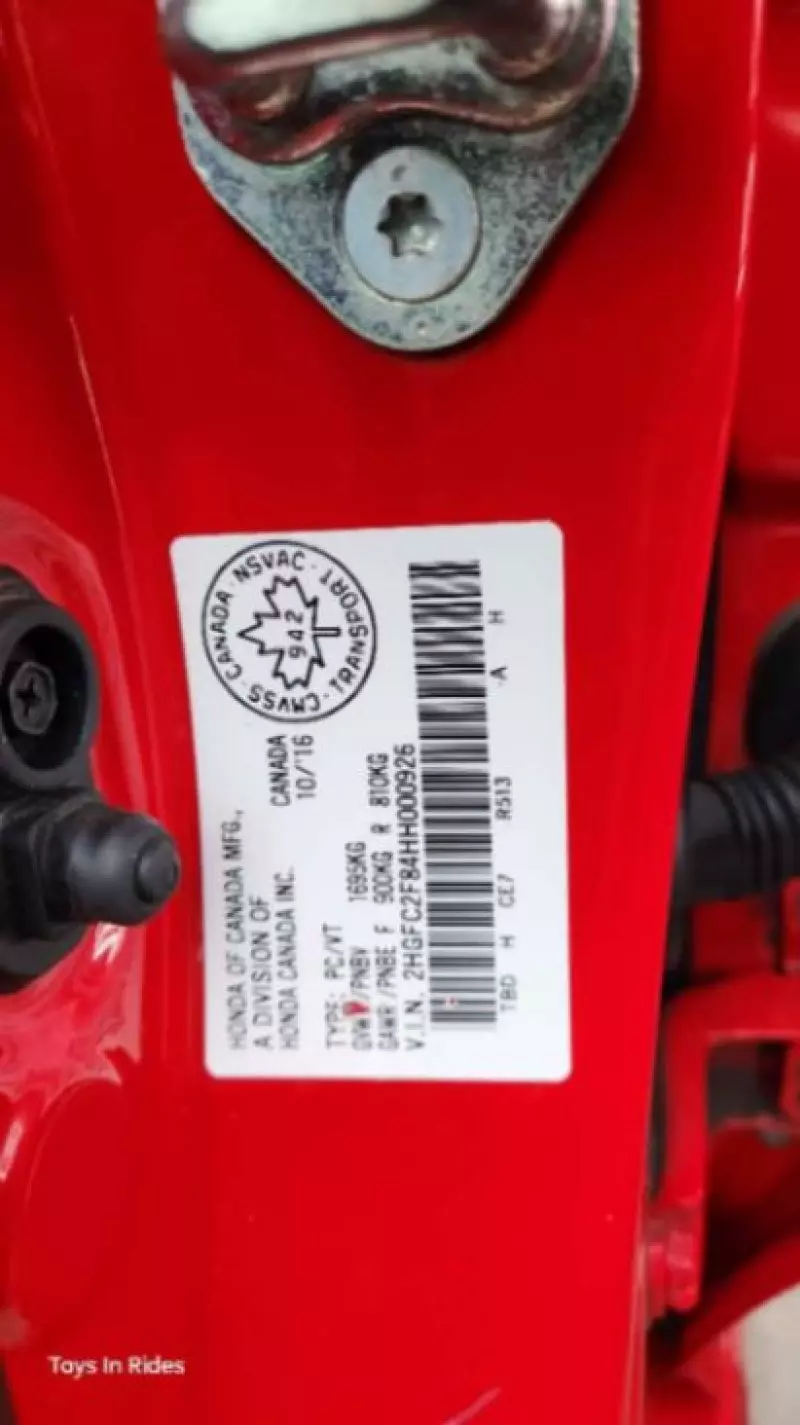 HONDA OF CANADA MFG.,
A DIVISION OF
HONDA CANADA INC.
CANADA
10/'16
CANADA · NSVAC · TRANSPORT · CMVSS ·
942
TYPE: PC/VT
GVWR/PNBV 1695KG
GAWR/PNBE F 900KG R 810KG
V.I.N. 2HGFC2F84HH000926
TBD H CE7 R513 A H
Toys In Rides